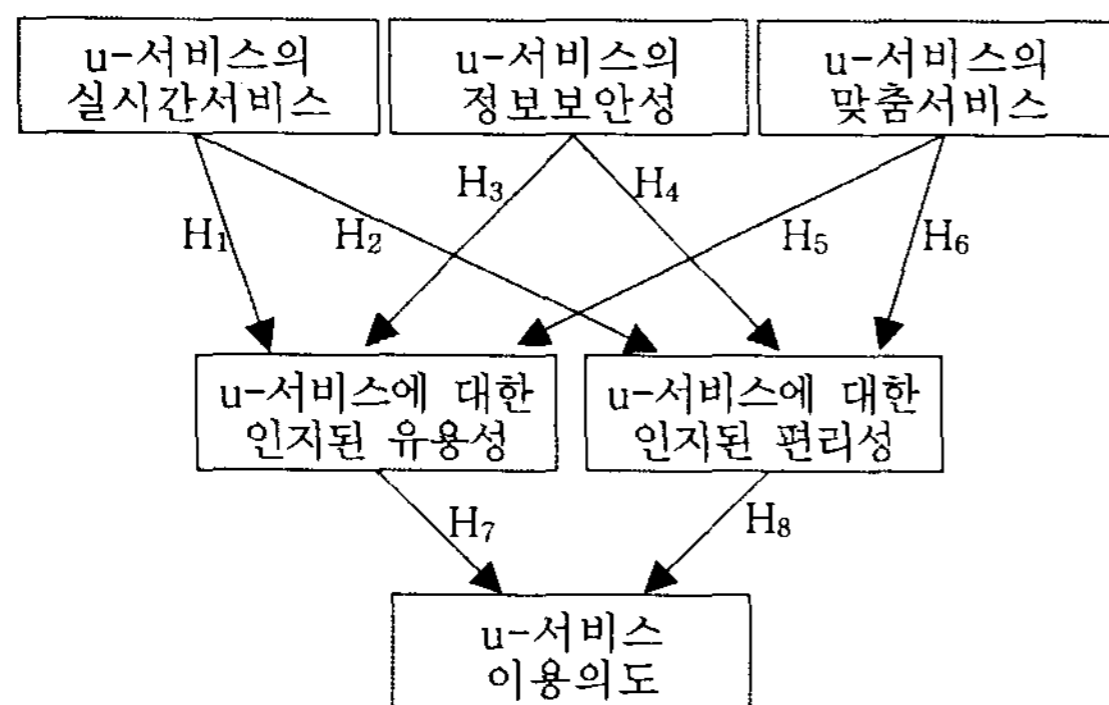 u-서비스의
실시간서비스
u-서비스의
정보보안성
u-서비스의
맞춤서비스
H₁
H₂
H₃
H₄
H₅
H₆
u-서비스에 대한
인지된 유용성
u-서비스에 대한
인지된 편리성
H₇
H₈
u-서비스
이용의도